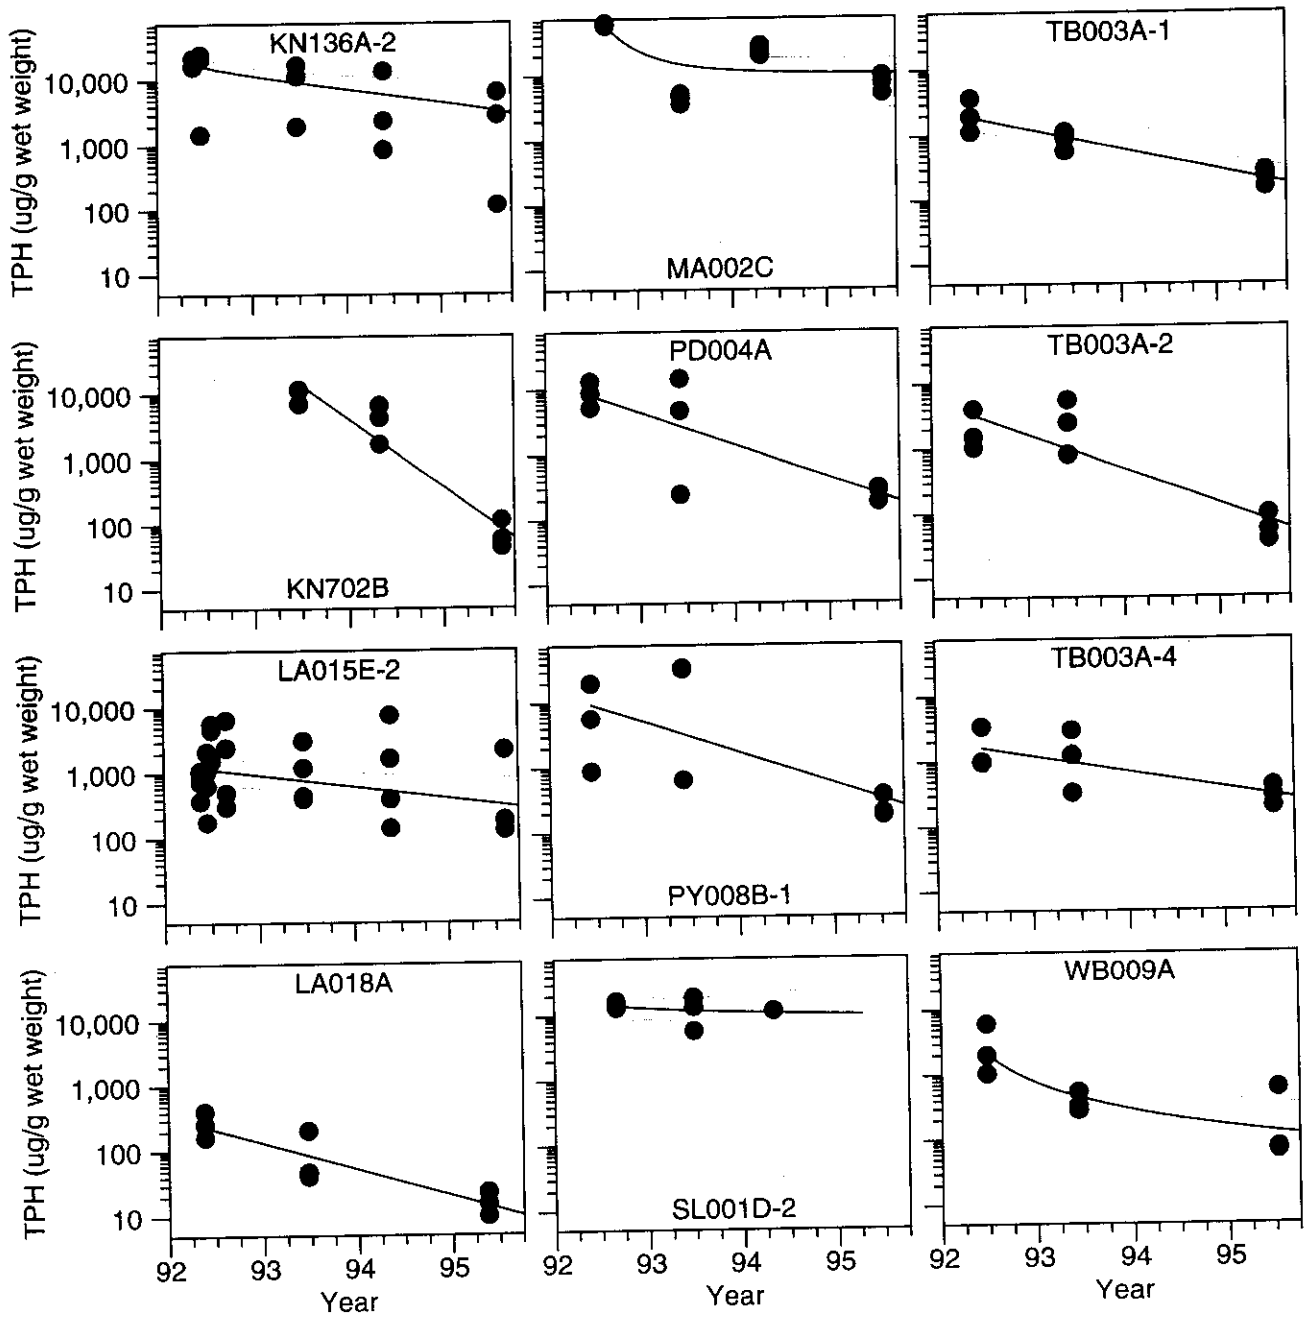 TPH (ug/g wet weight)
10,000
1,000
100
10
KN136A-2
MA002C
TB003A-1
TPH (ug/g wet weight)
10,000
1,000
100
10
KN702B
PD004A
TB003A-2
TPH (ug/g wet weight)
10,000
1,000
100
10
LA015E-2
PY008B-1
TB003A-4
TPH (ug/g wet weight)
10,000
1,000
100
10
LA018A
SL001D-2
WB009A
92 93 94 95
Year
92 93 94 95
Year
92 93 94 95
Year